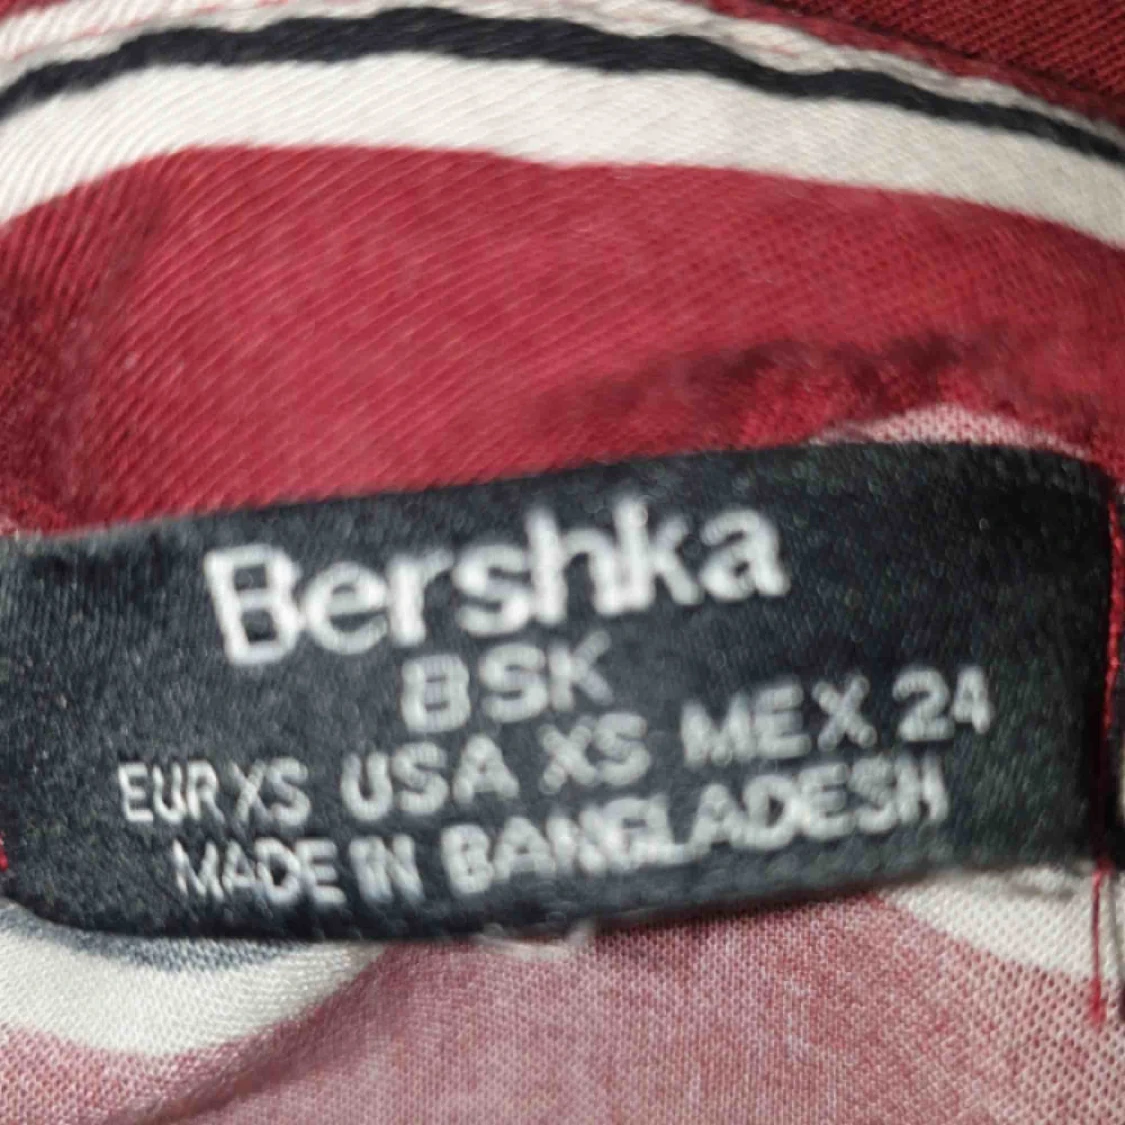 Bershka
BSK
EUR XS USA XS MEX 24
MADE IN BANGLADESH